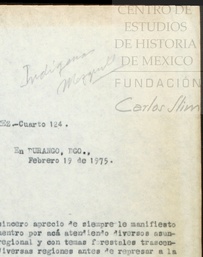 CENTRO DE
ESTUDIOS
DE HISTORIA
DE MEXICO
FUNDACIÓN
Carlos Slim
Indígenas
-Cuarto 124.
En DURANGO, DGO.,
Febrero 19 de 1975.
sincero aprecio de siempre le manifiesto
por acá atendiendo diversos asun-
regional y con temas forestales trascen-
diversas regiones antes de regresar a la